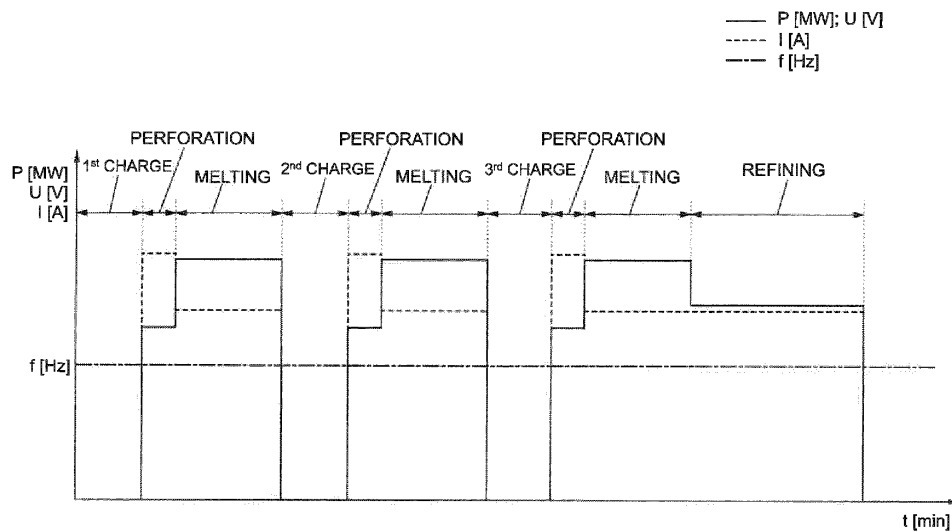 P [MW]; U [V]
I [A]
f [Hz]
PERFORATION
PERFORATION
PERFORATION
P [MW]
U [V]
I [A]
1st CHARGE
MELTING
2nd CHARGE
MELTING
3rd CHARGE
MELTING
REFINING
f [Hz]
t [min]